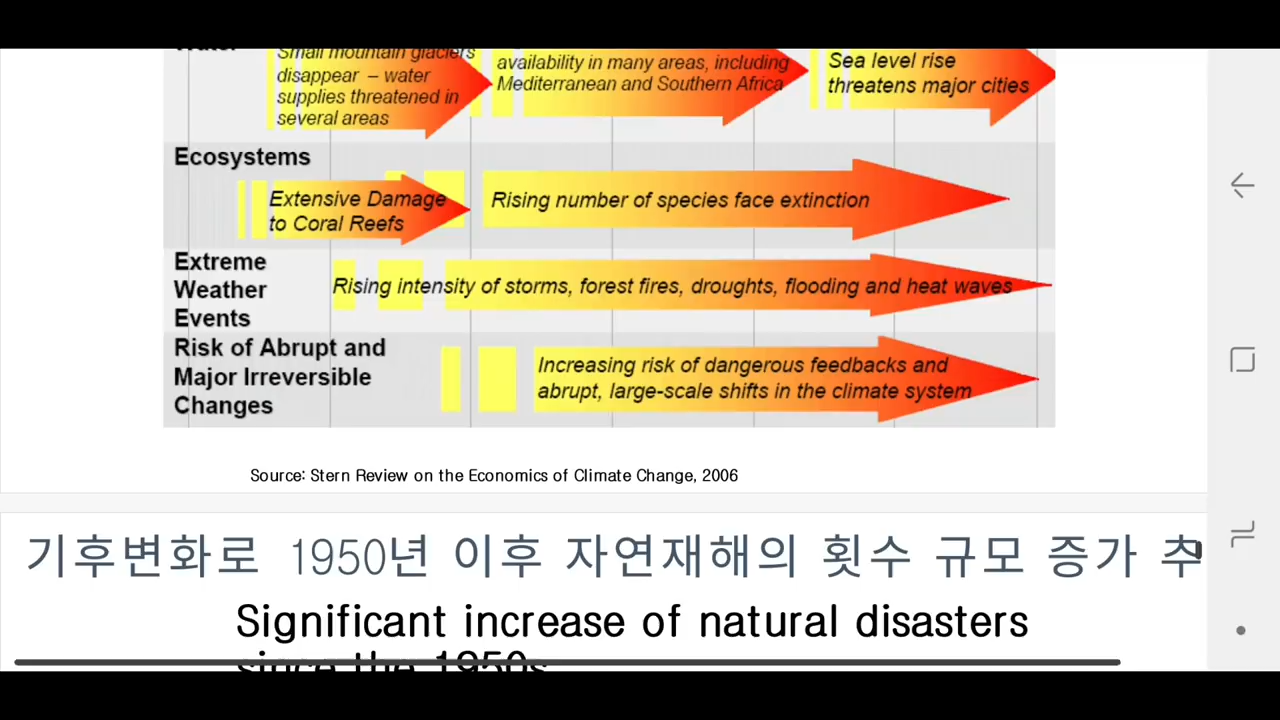 Water
Small mountain glaciers
disappear – water
supplies threatened in
several areas
availability in many areas, including
Mediterranean and Southern Africa
Sea level rise
threatens major cities
Ecosystems
Extensive Damage
to Coral Reefs
Rising number of species face extinction
Extreme
Weather
Events
Rising intensity of storms, forest fires, droughts, flooding and heat waves
Risk of Abrupt and
Major Irreversible
Changes
Increasing risk of dangerous feedbacks and
abrupt, large-scale shifts in the climate system
Source: Stern Review on the Economics of Climate Change, 2006
기후변화로 1950년 이후 자연재해의 횟수 규모 증가 추
Significant increase of natural disasters
since the 1950s